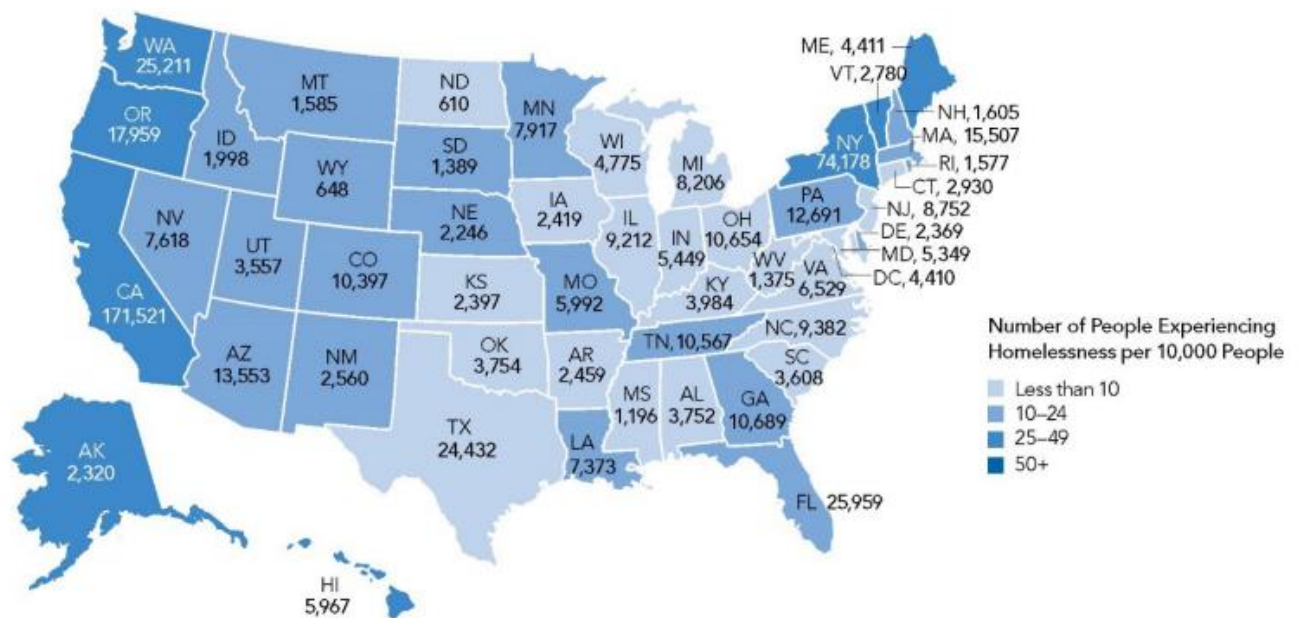 WA
25,211
OR
17,959
CA
171,521
ID
1,998
NV
7,618
MT
1,585
WY
648
UT
3,557
CO
10,397
AZ
13,553
NM
2,560
ND
610
SD
1,389
NE
2,246
KS
2,397
OK
3,754
TX
24,432
MN
7,917
IA
2,419
MO
5,992
AR
2,459
LA
7,373
WI
4,775
IL
9,212
MI
8,206
IN
5,449
OH
10,654
KY
3,984
TN, 10,567
MS
1,196
AL
3,752
GA
10,689
FL 25,959
SC
3,608
NC, 9,382
VA
6,529
WV
1,375
PA
12,691
NY
74,178
ME, 4,411
VT, 2,780
NH, 1,605
MA, 15,507
RI, 1,577
CT, 2,930
NJ, 8,752
DE, 2,369
MD, 5,349
DC, 4,410
AK
2,320
HI
5,967
Number of People Experiencing
Homelessness per 10,000 People
Less than 10
10–24
25–49
50+